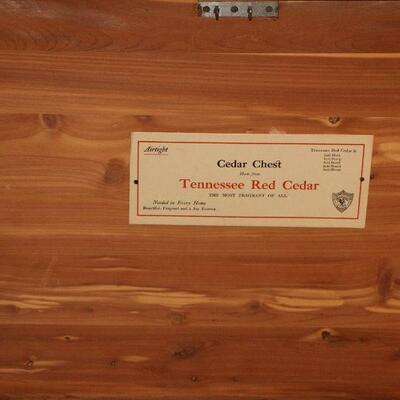 Airtight
Cedar Chest
Made from
Tennessee Red Cedar
THE MOST FRAGRANT OF ALL
Needed in Every Home
Beautiful, Fragrant and a Joy Forever
Tennessee Red Cedar is